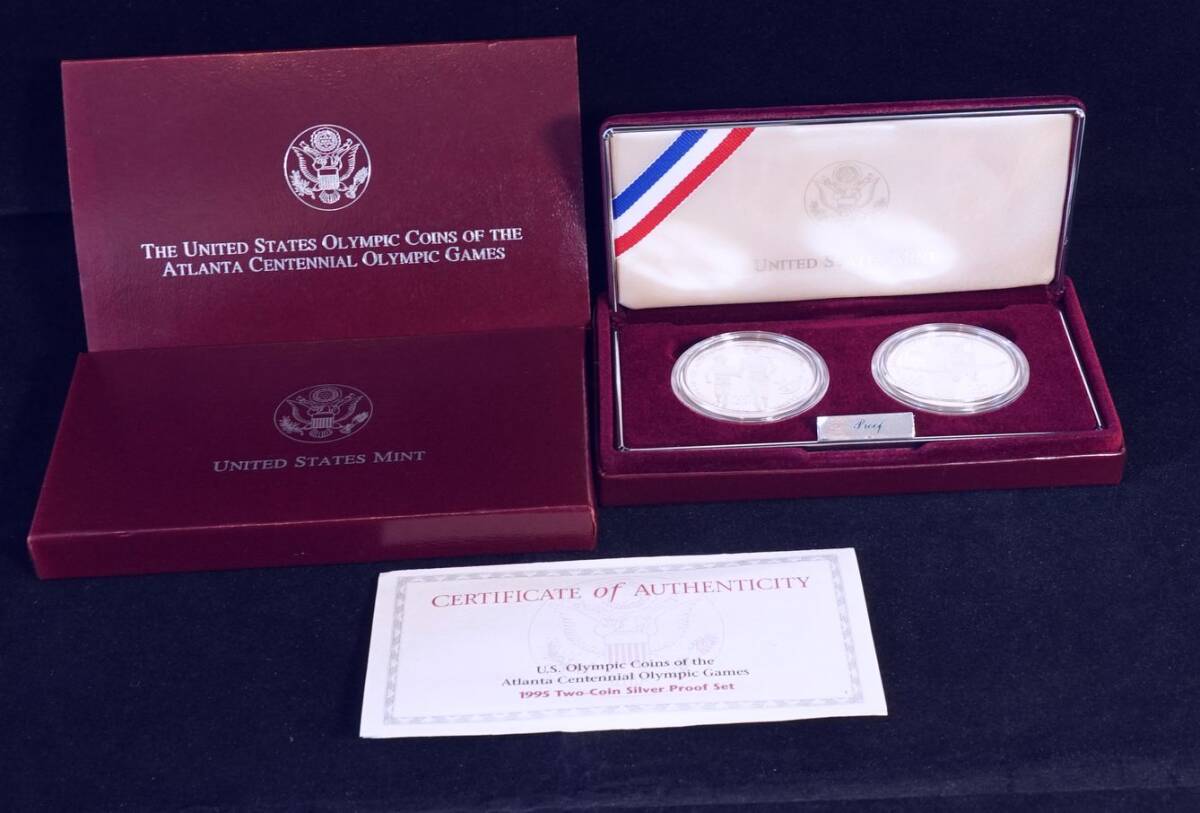 THE UNITED STATES OLYMPIC COINS OF THE
ATLANTA CENTENNIAL OLYMPIC GAMES
UNITED STATES MINT
UNITED STATES
Proof
CERTIFICATE of AUTHENTICITY
U.S. Olympic Coins of the
Atlanta Centennial Olympic Games
1995 Two-Coin Silver Proof Set